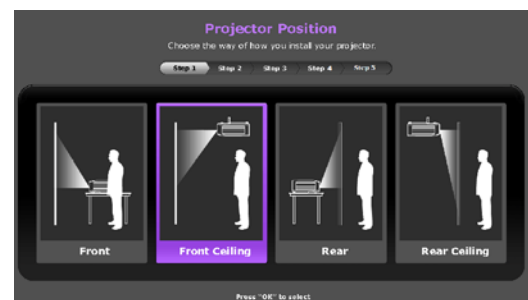 Projector Position
Choose the way of how you install your projector.
Step 1 Step 2 Step 3 Step 4 Step 5
Front Front Ceiling Rear Rear Ceiling
Press "OK" to select